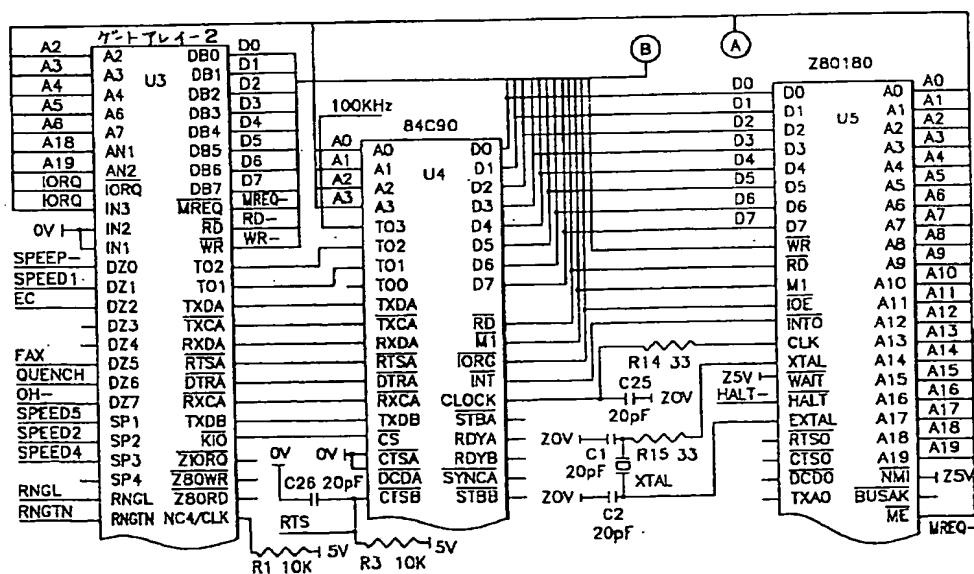 ゲートアレイー2
U3
A2
A3
A4
A5
A6
A18
A19
IORQ
IORQ
0V
SPEEP-
SPEED1
EC
FAX
QUENCH
OH-
SPEED5
SPEED2
SPEED4
RNGL
RNGTN
A2
A3
A4
A6
A7
AN1
AN2
IORQ
IN3
IN2
IN1
DZ0
DZ1
DZ2
DZ3
DZ4
DZ5
DZ6
DZ7
SP1
SP2
SP3
SP4
RNGL
RNGTN
DB0
DB1
DB2
DB3
DB4
DB5
DB6
DB7
MREQ
RD
WR
TO2
TO1
TXDA
TXCA
RXDA
RTSA
DTRA
RXCA
TXDB
KIO
ZIORQ
Z80WR
Z80RD
NC4/CLK
D0
D1
D2
D3
D4
D5
D6
D7
MREQ-
RD-
WR-
R1 10K
5V
100KHz
84C90
U4
A0
A1
A2
A3
A0
A1
A2
A3
TO3
TO2
TO1
TO0
TXDA
TXCA
RXDA
RTSA
DTRA
RXCA
TXDB
CS
CTSA
DCDA
CTSB
D0
D1
D2
D3
D4
D5
D6
D7
RD
M1
IORG
INT
CLOCK
STBA
RDYA
RDYB
SYNCA
STBB
0V
0V
C26 20pF
RTS
R3 10K
5V
B
A
R14 33
C25
20pF
Z0V
Z0V
C1
20pF
R15 33
XTAL
Z0V
C2
20pF
Z80180
U5
D0
D1
D2
D3
D4
D5
D6
D7
Z5V
HALT-
D0
D1
D2
D3
D4
D5
D6
D7
WR
RD
M1
IOE
INTO
CLK
XTAL
WAIT
HALT
EXTAL
RTSO
CTSO
DCDO
TXAO
A0
A1
A2
A3
A4
A5
A6
A7
A8
A9
A10
A11
A12
A13
A14
A15
A16
A17
A18
A19
NMI
BUSAK
ME
A0
A1
A2
A3
A4
A5
A6
A7
A8
A9
A10
A11
A12
A13
A19
A15
A16
A17
A18
A19
Z5V
MREQ-